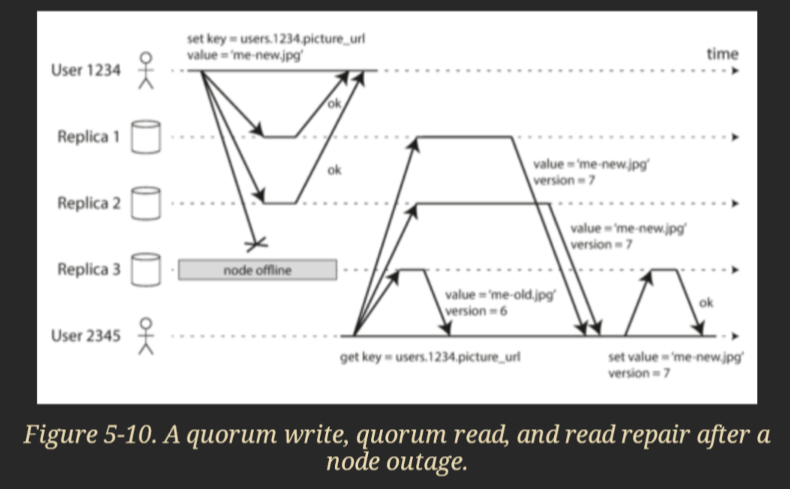 set key = users.1234.picture_url
value = 'me-new.jpg'
time
User 1234
ok
Replica 1
value = 'me-new.jpg'
version = 7
ok
Replica 2
value = 'me-new.jpg'
version = 7
Replica 3
node offline
value = 'me-old.jpg'
version = 6
ok
User 2345
get key = users.1234.picture_url
set value = 'me-new.jpg'
version = 7
Figure 5-10. A quorum write, quorum read, and read repair after a
node outage.